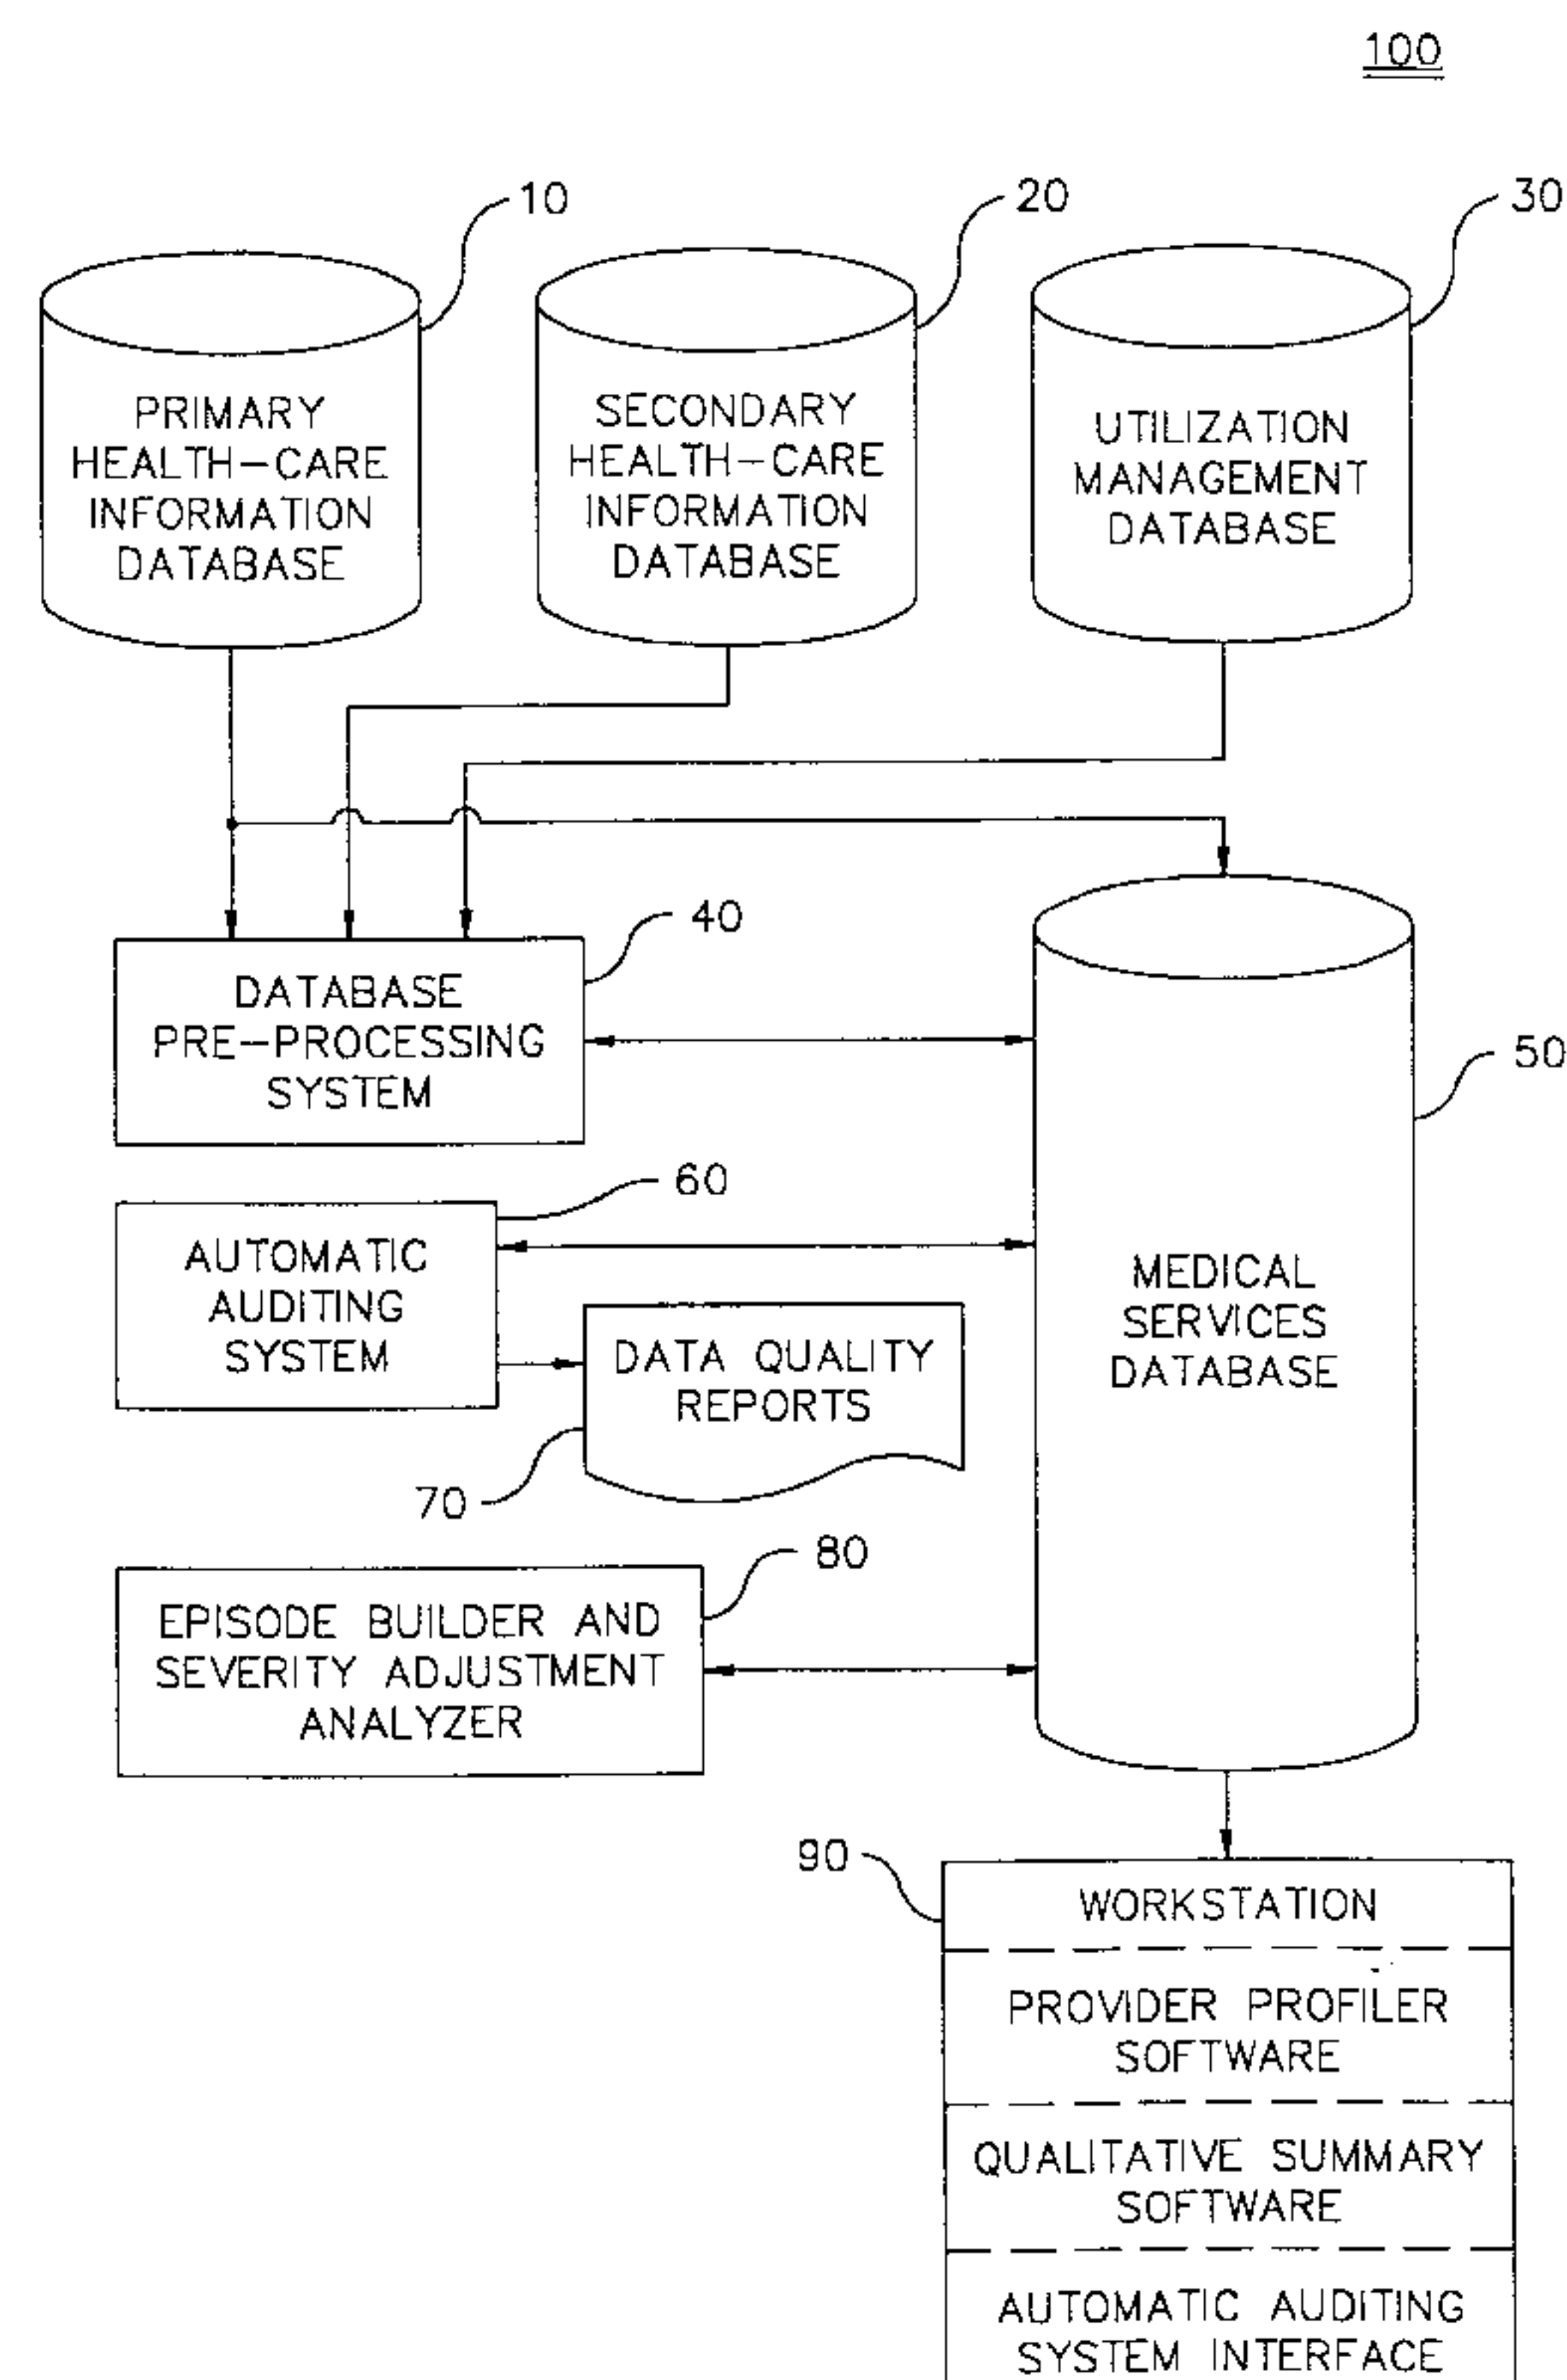 100
10
20
30
PRIMARY
HEALTH-CARE
INFORMATION
DATABASE
SECONDARY
HEALTH-CARE
INFORMATION
DATABASE
UTILIZATION
MANAGEMENT
DATABASE
40
DATABASE
PRE-PROCESSING
SYSTEM
50
60
AUTOMATIC
AUDITING
SYSTEM
MEDICAL
SERVICES
DATABASE
DATA QUALITY
REPORTS
70
80
EPISODE BUILDER AND
SEVERITY ADJUSTMENT
ANALYZER
90
WORKSTATION
PROVIDER PROFILER
SOFTWARE
QUALITATIVE SUMMARY
SOFTWARE
AUTOMATIC AUDITING
SYSTEM INTERFACE